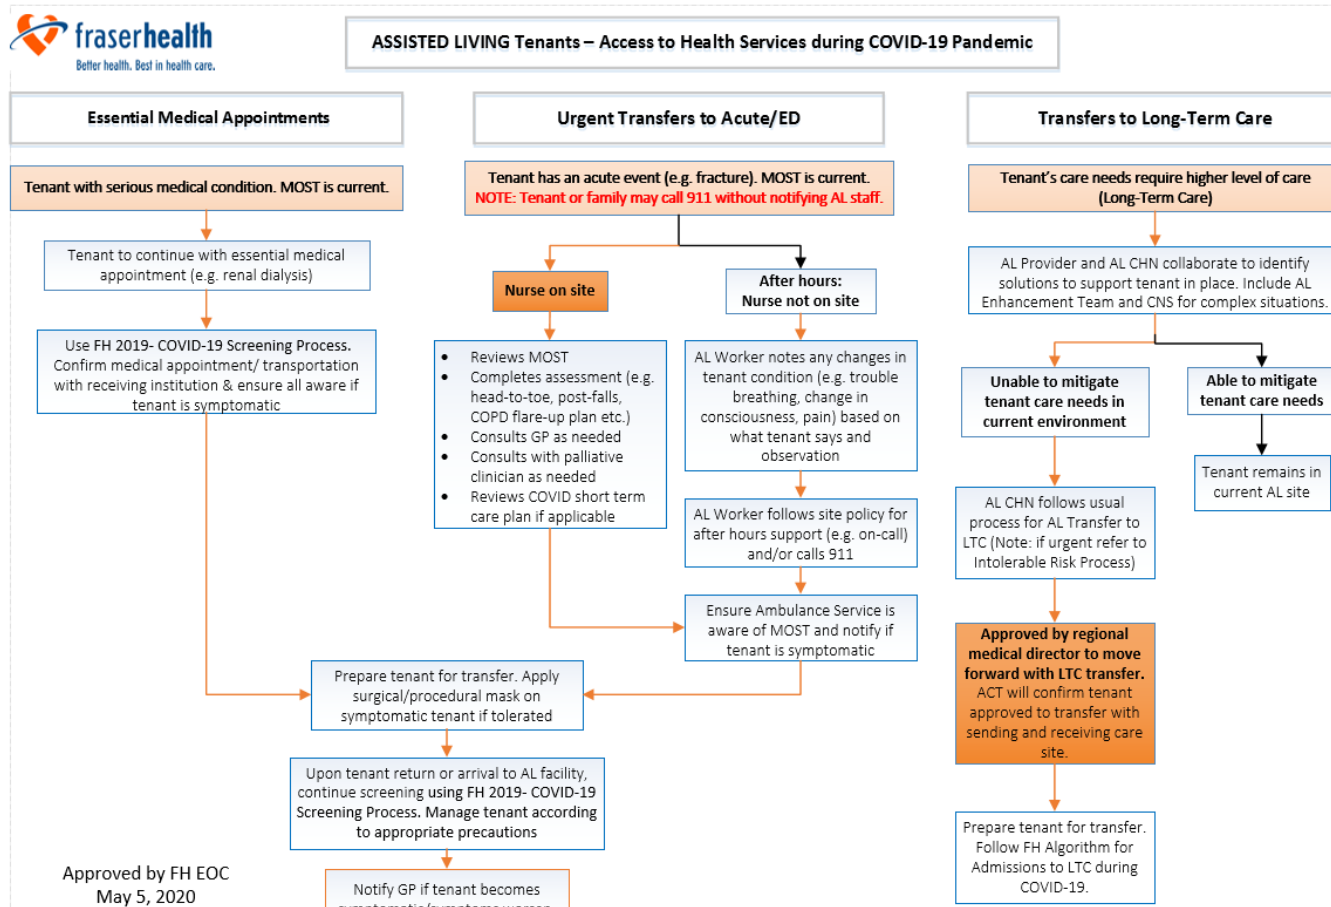 fraserhealth
Better health. Best in health care.
ASSISTED LIVING Tenants – Access to Health Services during COVID-19 Pandemic
Essential Medical Appointments
Tenant with serious medical condition. MOST is current.
Tenant to continue with essential medical
appointment (e.g. renal dialysis)
Use FH 2019- COVID-19 Screening Process.
Confirm medical appointment/ transportation
with receiving institution & ensure all aware if
tenant is symptomatic
Urgent Transfers to Acute/ED
Tenant has an acute event (e.g. fracture). MOST is current.
NOTE: Tenant or family may call 911 without notifying AL staff.
Nurse on site
• Reviews MOST
• Completes assessment (e.g.
head-to-toe, post-falls,
COPD flare-up plan etc.)
• Consults GP as needed
• Consults with palliative
clinician as needed
• Reviews COVID short term
care plan if applicable
After hours:
Nurse not on site
AL Worker notes any changes in
tenant condition (e.g. trouble
breathing, change in
consciousness, pain) based on
what tenant says and
observation
AL Worker follows site policy for
after hours support (e.g. on-call)
and/or calls 911
Ensure Ambulance Service is
aware of MOST and notify if
tenant is symptomatic
Prepare tenant for transfer. Apply
surgical/procedural mask on
symptomatic tenant if tolerated
Upon tenant return or arrival to AL facility,
continue screening using FH 2019- COVID-19
Screening Process. Manage tenant according
to appropriate precautions
Notify GP if tenant becomes
Transfers to Long-Term Care
Tenant's care needs require higher level of care
(Long-Term Care)
AL Provider and AL CHN collaborate to identify
solutions to support tenant in place. Include AL
Enhancement Team and CNS for complex situations.
Unable to mitigate
tenant care needs in
current environment
Able to mitigate
tenant care needs
Tenant remains in
current AL site
AL CHN follows usual
process for AL Transfer to
LTC (Note: if urgent refer to
Intolerable Risk Process)
Approved by regional
medical director to move
forward with LTC transfer.
ACT will confirm tenant
approved to transfer with
sending and receiving care
site.
Prepare tenant for transfer.
Follow FH Algorithm for
Admissions to LTC during
COVID-19.
Approved by FH EOC
May 5, 2020